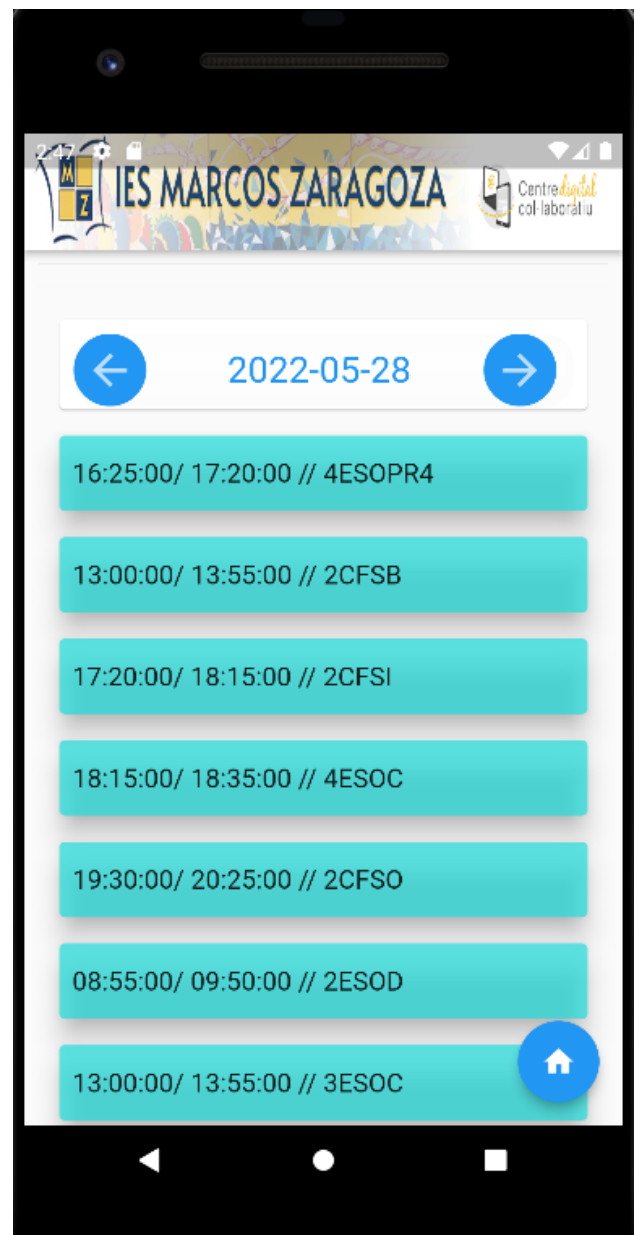 2:47
M
Z
IES MARCOS ZARAGOZA
Centre digital
col·laboratiu
2022-05-28
16:25:00/ 17:20:00 // 4ESOPR4
13:00:00/ 13:55:00 // 2CFSB
17:20:00/ 18:15:00 // 2CFSI
18:15:00/ 18:35:00 // 4ESOC
19:30:00/ 20:25:00 // 2CFSO
08:55:00/ 09:50:00 // 2ESOD
13:00:00/ 13:55:00 // 3ESOC